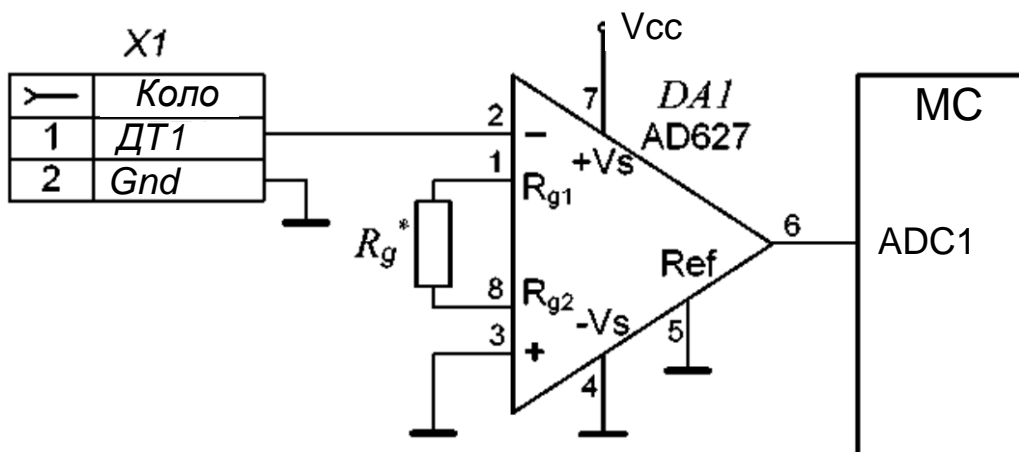 X1
Коло
1 ДТ1
2 Gnd
Vcc
DA1
AD627
7
+Vs
2
−
1
Rg1
Rg*
8
Rg2
3
+
-Vs
4
Ref
5
6
MC
ADC1